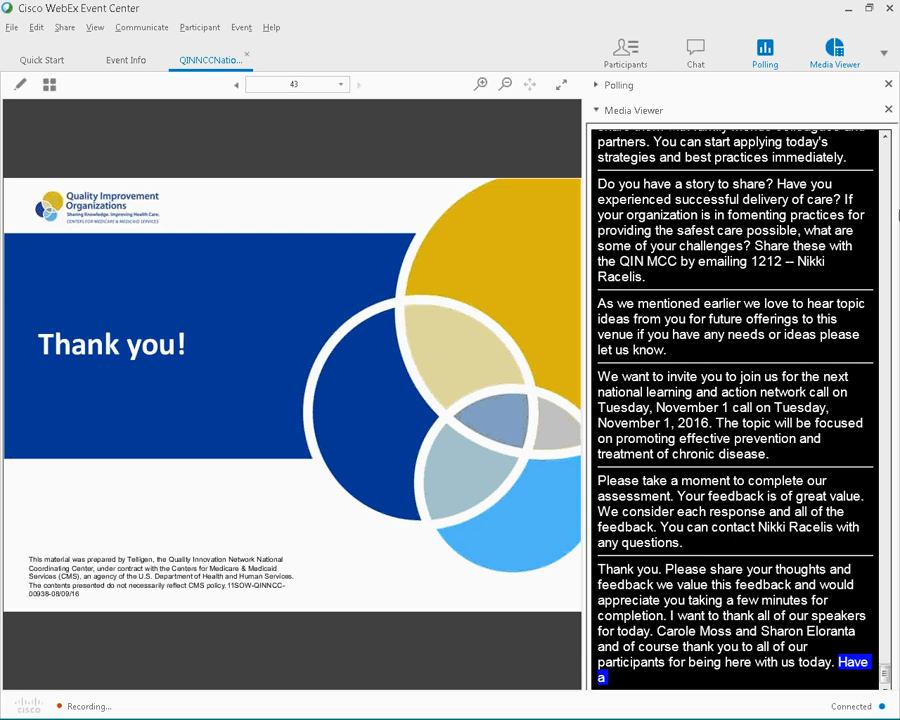 Cisco WebEx Event Center
File Edit Share View Communicate Participant Event Help
Quick Start Event Info QINNCCNatio...
Participants Chat Polling Media Viewer
43
Polling
Media Viewer
Quality Improvement
Organizations
Sharing Knowledge. Improving Health Care.
CENTERS FOR MEDICARE & MEDICAID SERVICES
Thank you!
This material was prepared by Telligen, the Quality Innovation Network National
Coordinating Center, under contract with the Centers for Medicare & Medicaid
Services (CMS), an agency of the U.S. Department of Health and Human Services.
The contents presented do not necessarily reflect CMS policy. 11SOW-QINNCC-
00938-08/09/16
partners. You can start applying today's
strategies and best practices immediately.
Do you have a story to share? Have you
experienced successful delivery of care? If
your organization is in fomenting practices for
providing the safest care possible, what are
some of your challenges? Share these with
the QIN MCC by emailing 1212 -- Nikki
Racelis.
As we mentioned earlier we love to hear topic
ideas from you for future offerings to this
venue if you have any needs or ideas please
let us know.
We want to invite you to join us for the next
national learning and action network call on
Tuesday, November 1 call on Tuesday,
November 1, 2016. The topic will be focused
on promoting effective prevention and
treatment of chronic disease.
Please take a moment to complete our
assessment. Your feedback is of great value.
We consider each response and all of the
feedback. You can contact Nikki Racelis with
any questions.
Thank you. Please share your thoughts and
feedback we value this feedback and would
appreciate you taking a few minutes for
completion. I want to thank all of our speakers
for today. Carole Moss and Sharon Eloranta
and of course thank you to all of our
participants for being here with us today. Have
a
cisco Recording... Connected